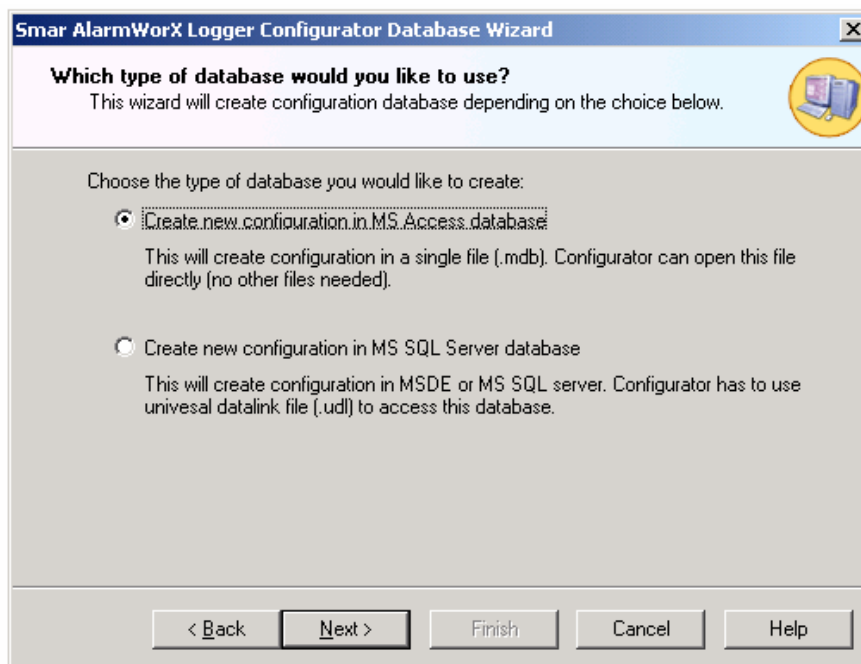 Smar AlarmWorX Logger Configurator Database Wizard
Which type of database would you like to use?
This wizard will create configuration database depending on the choice below.
Choose the type of database you would like to create:
Create new configuration in MS Access database
This will create configuration in a single file (.mdb). Configurator can open this file
directly (no other files needed).
Create new configuration in MS SQL Server database
This will create configuration in MSDE or MS SQL server. Configurator has to use
univesal datalink file (.udl) to access this database.
< Back
Next >
Finish
Cancel
Help